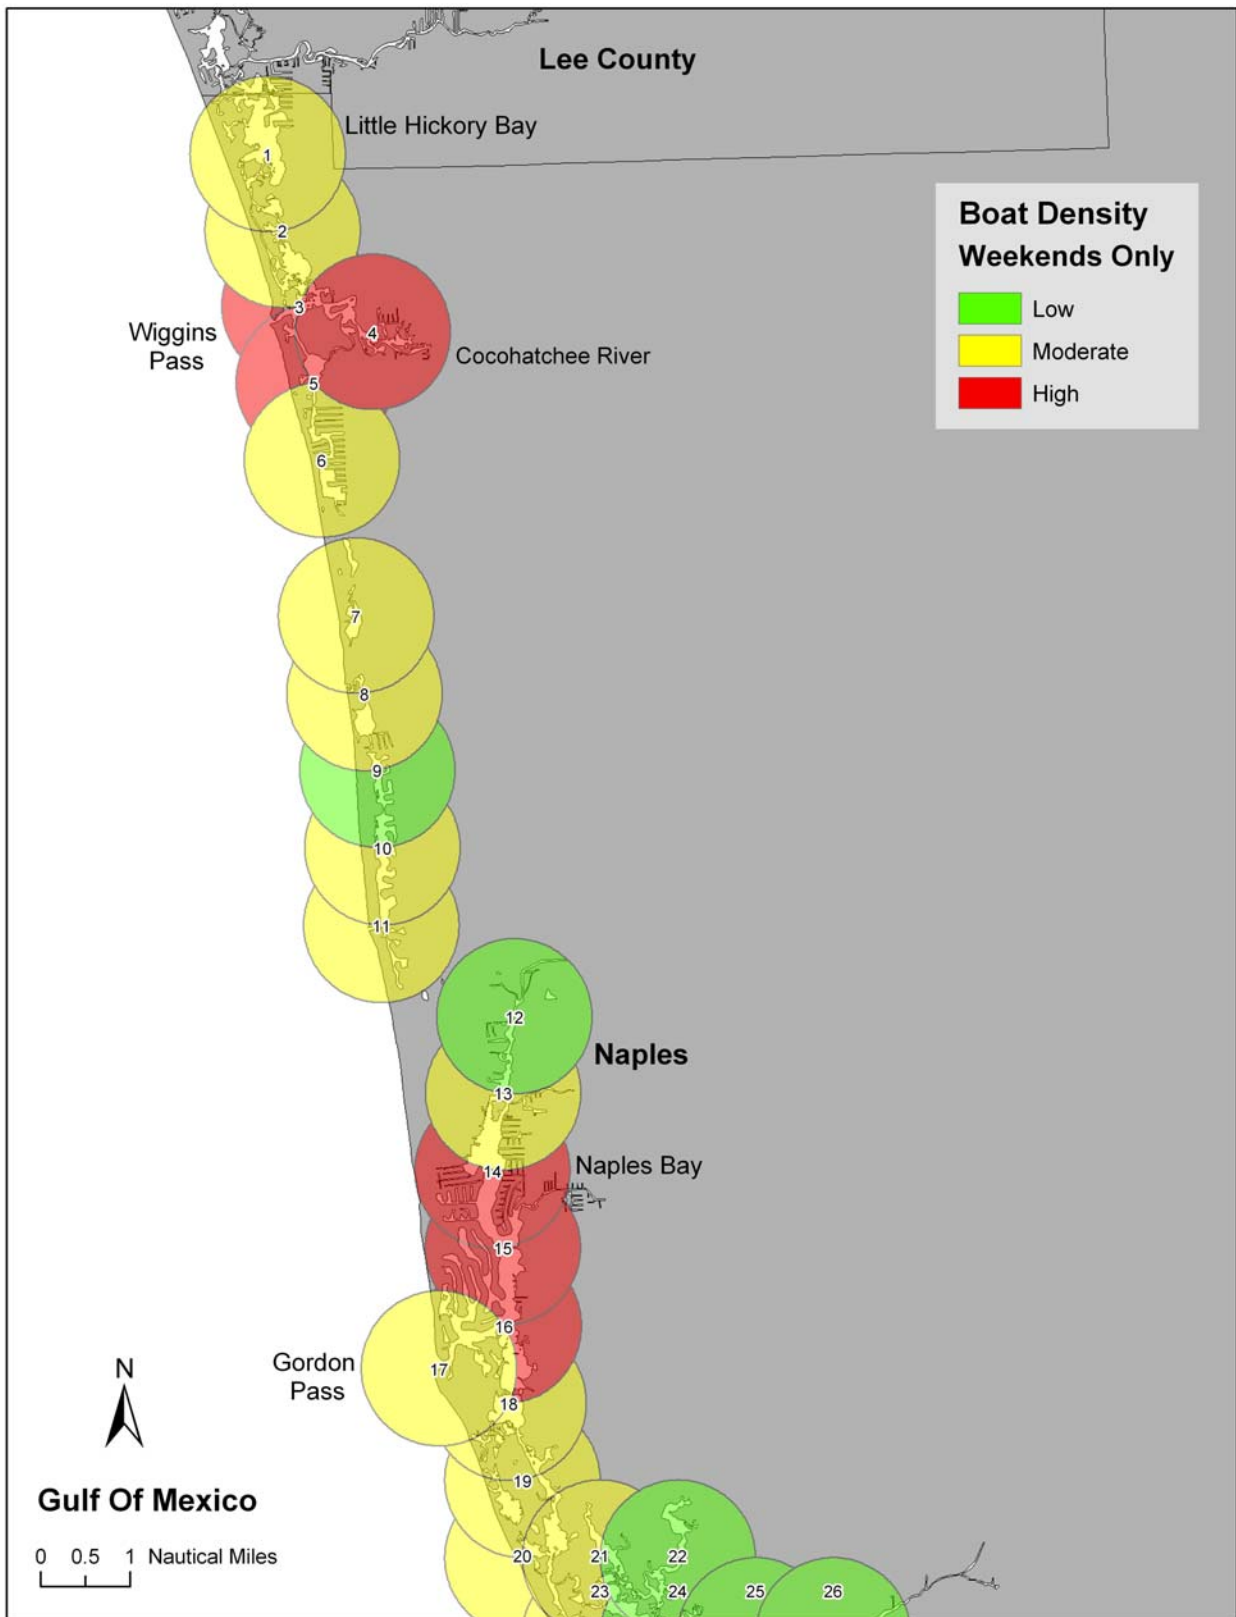 Lee County
Little Hickory Bay
1
Boat Density
Weekends Only
2
Low
3
Wiggins
Pass
4
Cocohatchee River
Moderate
5
High
6
7
8
9
10
11
12
Naples
13
14
Naples Bay
15
16
Gordon
Pass
17
N
18
19
Gulf Of Mexico
0 0.5 1 Nautical Miles
20
21
22
23
24
25
26